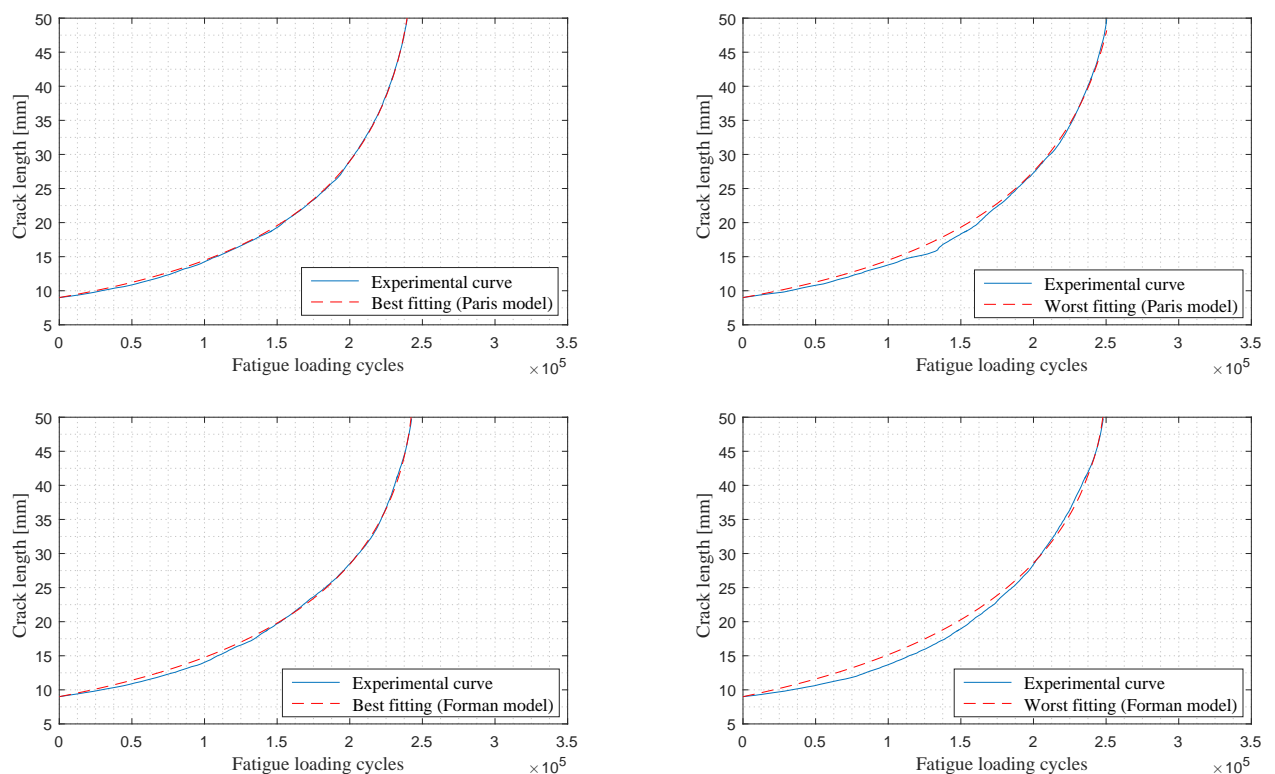 50
45
40
35
30
25
20
15
10
5
Crack length [mm]
0 0.5 1 1.5 2 2.5 3 3.5
Fatigue loading cycles
×10^5
Experimental curve
Best fitting (Paris model)
50
45
40
35
30
25
20
15
10
5
Crack length [mm]
0 0.5 1 1.5 2 2.5 3 3.5
Fatigue loading cycles
×10^5
Experimental curve
Worst fitting (Paris model)
50
45
40
35
30
25
20
15
10
5
Crack length [mm]
0 0.5 1 1.5 2 2.5 3 3.5
Fatigue loading cycles
×10^5
Experimental curve
Best fitting (Forman model)
50
45
40
35
30
25
20
15
10
5
Crack length [mm]
0 0.5 1 1.5 2 2.5 3 3.5
Fatigue loading cycles
×10^5
Experimental curve
Worst fitting (Forman model)